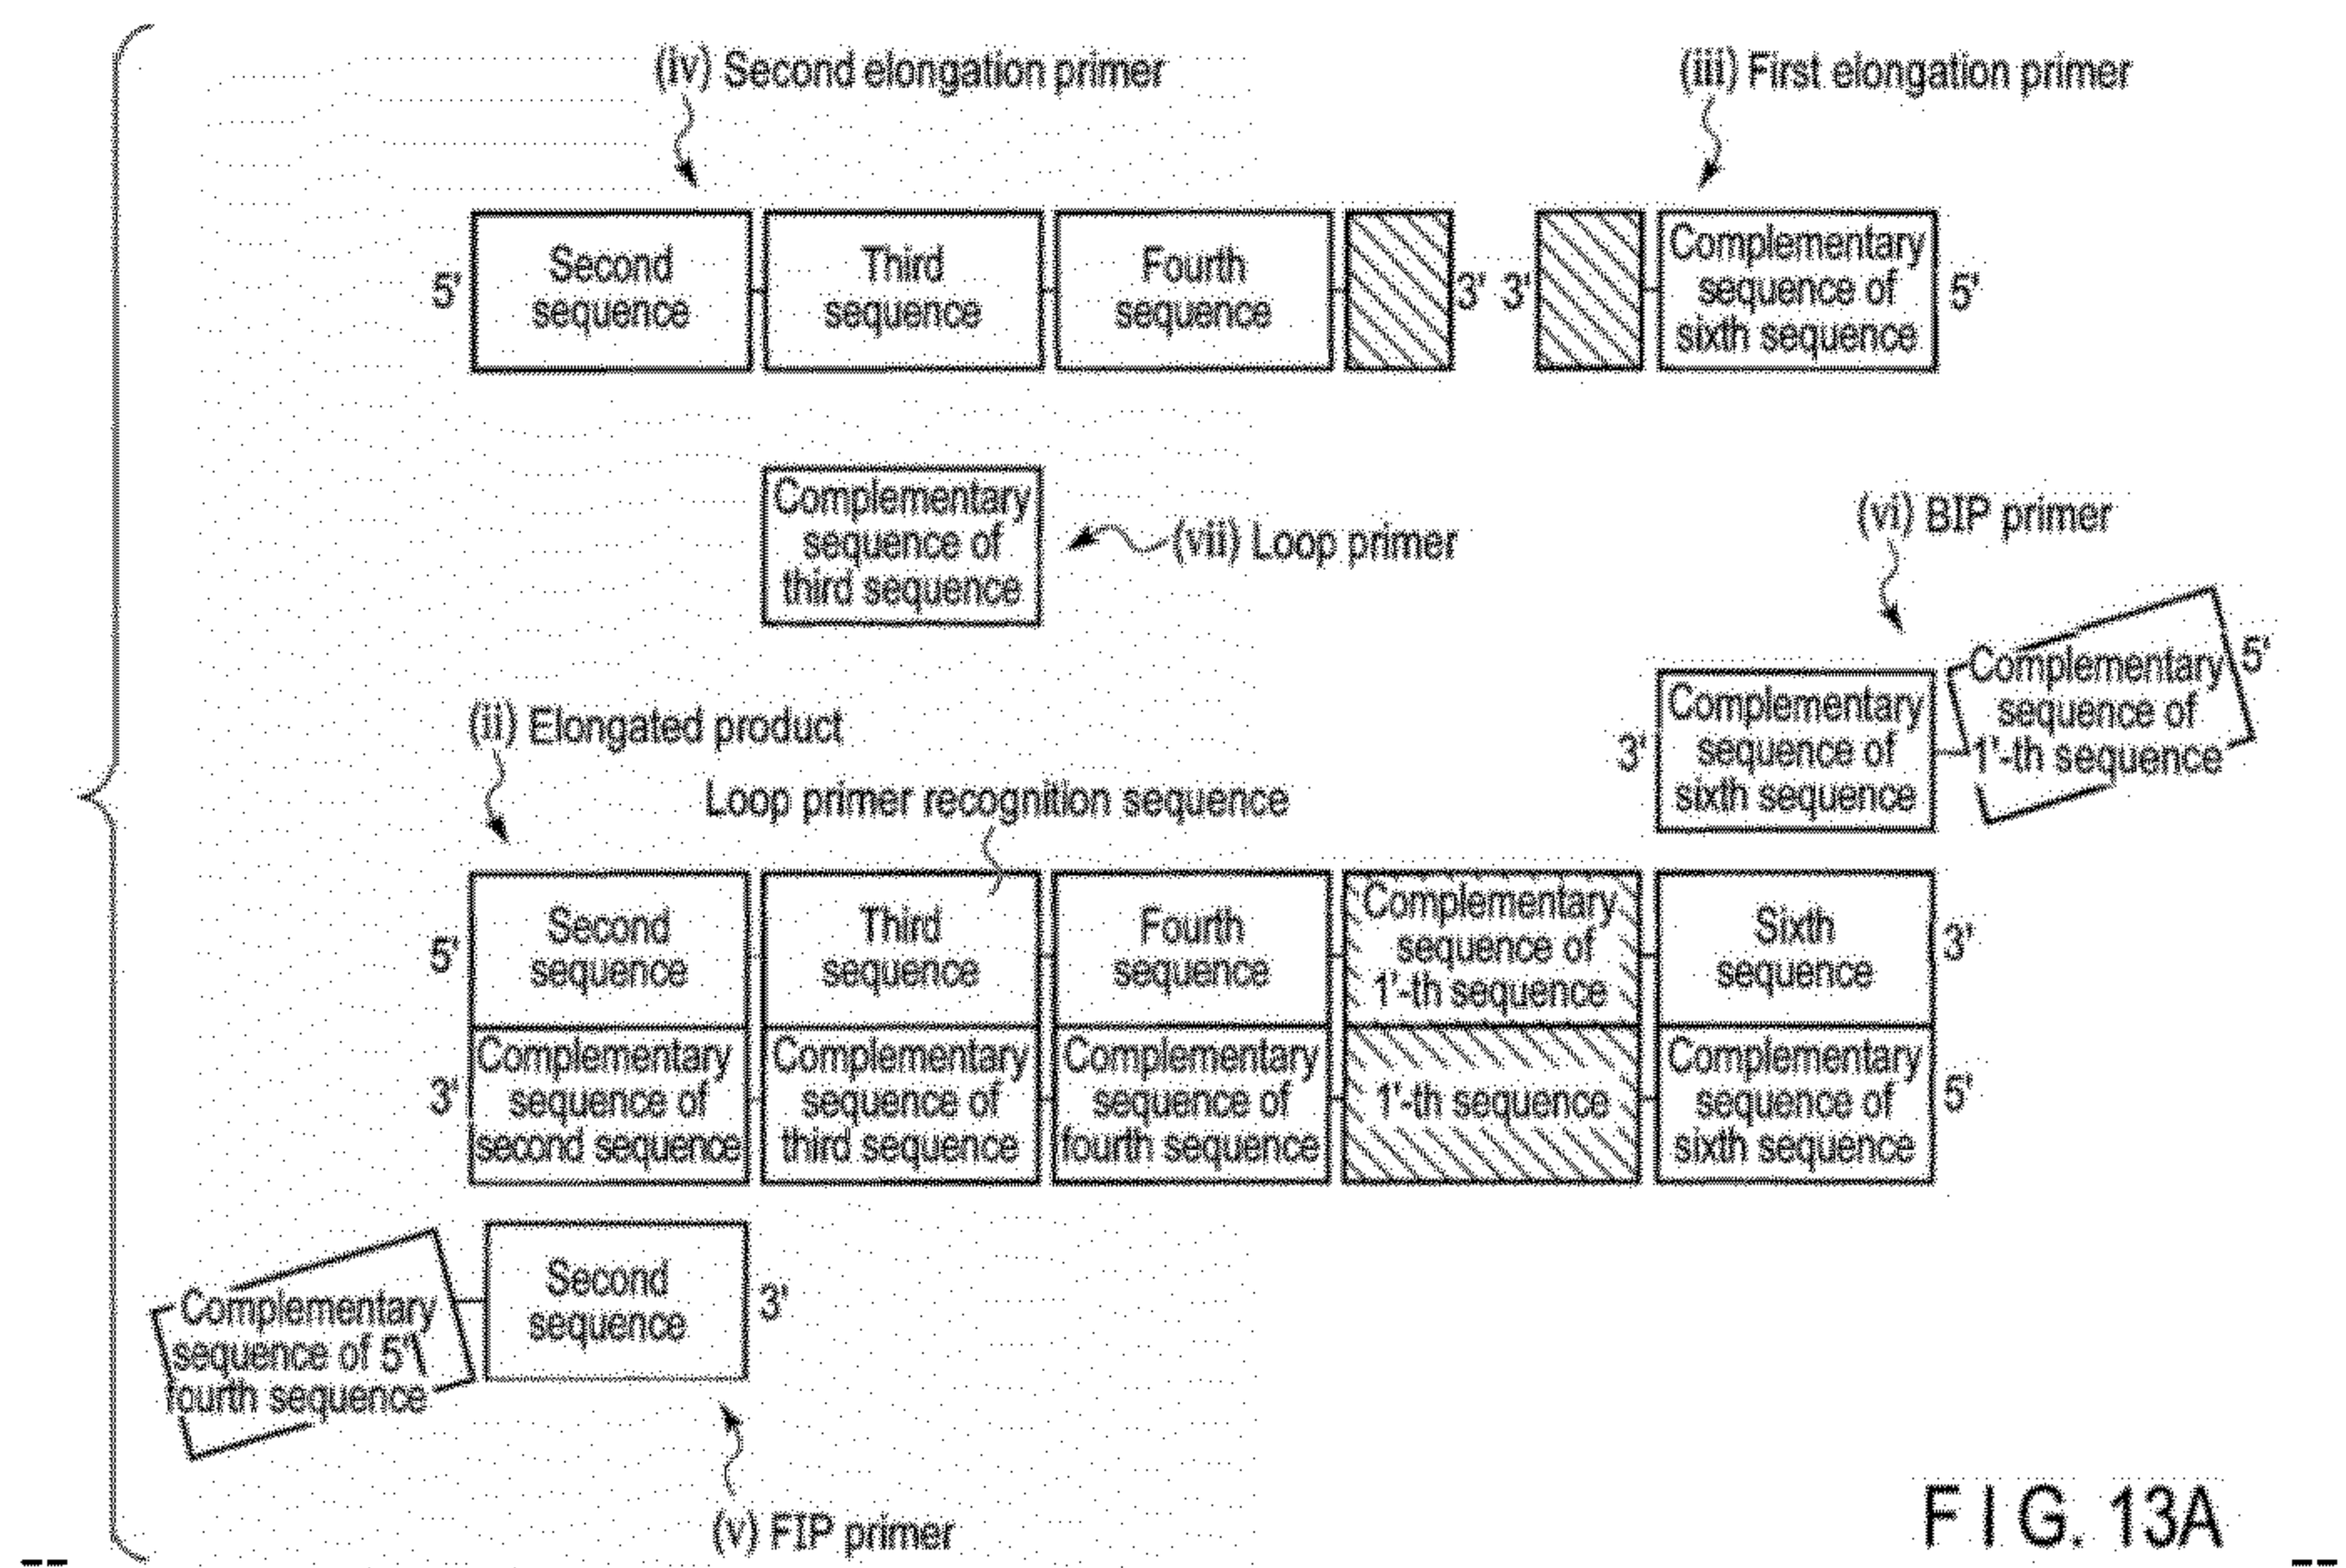 (iv) Second elongation primer
(iii) First elongation primer
5'
Second
sequence
Third
sequence
Fourth
sequence
3'
3'
Complementary
sequence of
sixth sequence
5'
Complementary
sequence of
third sequence
(vii) Loop primer
(vi) BIP primer
3'
Complementary
sequence of
sixth sequence
Complementary
sequence of
1'-th sequence
5'
(ii) Elongated product
Loop primer recognition sequence
5'
Second
sequence
Third
sequence
Fourth
sequence
Complementary
sequence of
1'-th sequence
Sixth
sequence
3'
3'
Complementary
sequence of
second sequence
Complementary
sequence of
third sequence
Complementary
sequence of
fourth sequence
1'-th sequence
Complementary
sequence of
sixth sequence
5'
Complementary
sequence of 5'
fourth sequence
Second
sequence
3'
(v) FIP primer
FIG. 13A